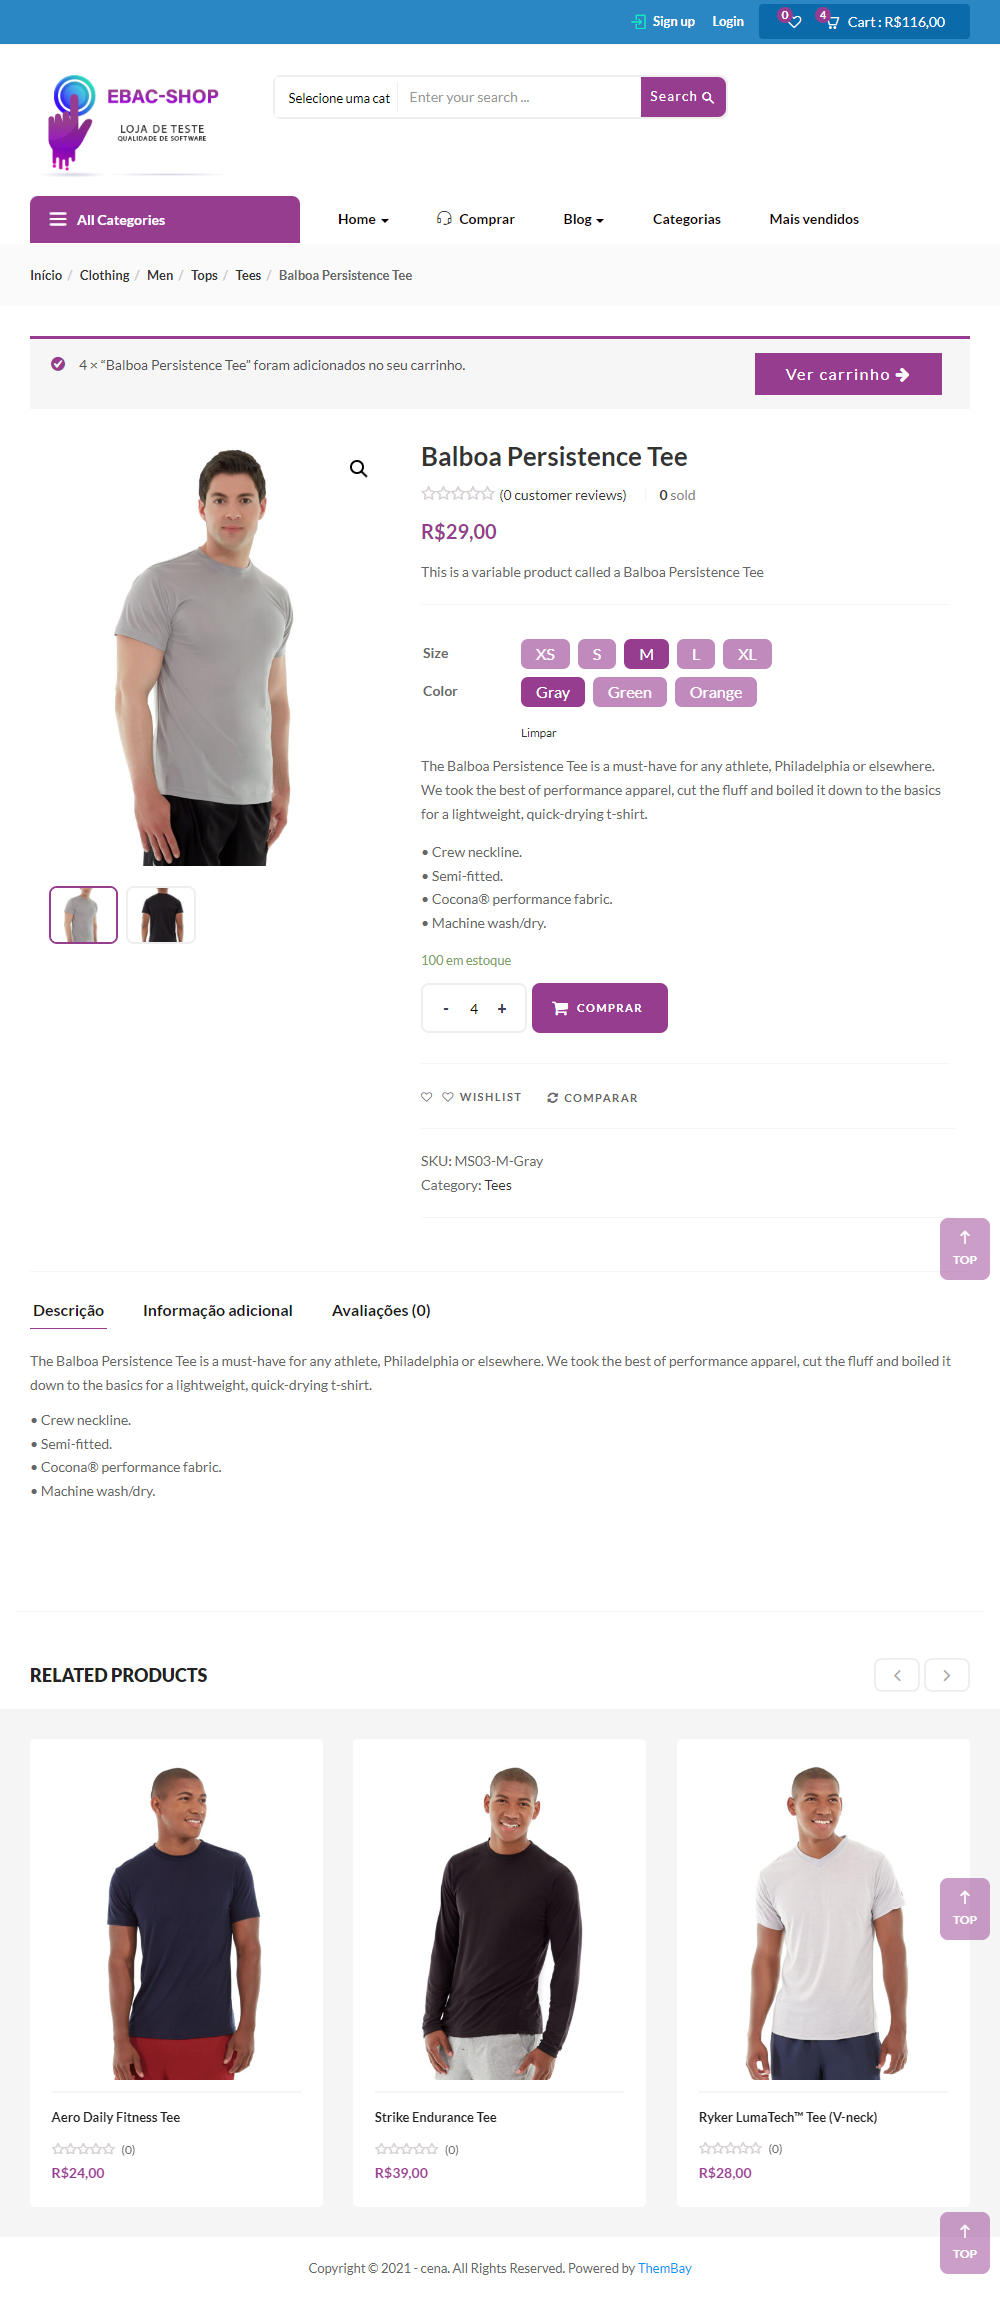 Sign up Login 0 4 Cart : R$116,00
EBAC-SHOP
LOJA DE TESTE
QUALIDADE DE SOFTWARE
Selecione uma cat Enter your search ... Search
All Categories Home Comprar Blog Categorias Mais vendidos
Início / Clothing / Men / Tops / Tees / Balboa Persistence Tee
4 × “Balboa Persistence Tee” foram adicionados no seu carrinho. Ver carrinho
Balboa Persistence Tee
(0 customer reviews) 0 sold
R$29,00
This is a variable product called a Balboa Persistence Tee
Size XS S M L XL
Color Gray Green Orange
Limpar
The Balboa Persistence Tee is a must-have for any athlete, Philadelphia or elsewhere.
We took the best of performance apparel, cut the fluff and boiled it down to the basics
for a lightweight, quick-drying t-shirt.
• Crew neckline.
• Semi-fitted.
• Cocona® performance fabric.
• Machine wash/dry.
100 em estoque
- 4 + COMPRAR
WISHLIST COMPARAR
SKU: MS03-M-Gray
Category: Tees
TOP
Descrição Informação adicional Avaliações (0)
The Balboa Persistence Tee is a must-have for any athlete, Philadelphia or elsewhere. We took the best of performance apparel, cut the fluff and boiled it
down to the basics for a lightweight, quick-drying t-shirt.
• Crew neckline.
• Semi-fitted.
• Cocona® performance fabric.
• Machine wash/dry.
RELATED PRODUCTS
TOP
Aero Daily Fitness Tee Strike Endurance Tee Ryker LumaTech™ Tee (V-neck)
(0) (0) (0)
R$24,00 R$39,00 R$28,00
TOP
Copyright © 2021 - cena. All Rights Reserved. Powered by ThemBay